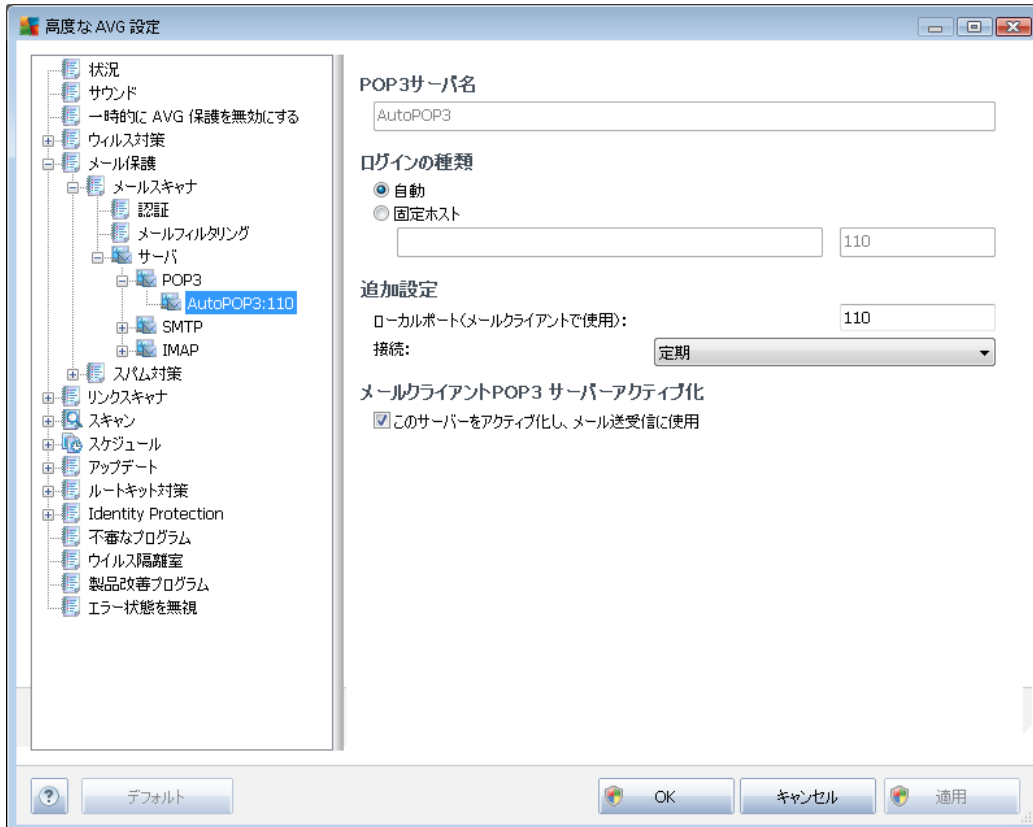 高度な AVG 設定
状況
サウンド
一時的に AVG 保護を無効にする
ウィルス対策
メール保護
メールスキャナ
認証
メールフィルタリング
サーバ
POP3
AutoPOP3:110
SMTP
IMAP
スパム対策
リンクスキャナ
スキャン
スケジュール
アップデート
ルートキット対策
Identity Protection
不審なプログラム
ウイルス隔離室
製品改善プログラム
エラー状態を無視
POP3サーバ名
AutoPOP3
ログインの種類
自動
固定ホスト
110
追加設定
ローカルポート(メールクライアントで使用): 110
接続: 定期
メールクライアントPOP3 サーバーアクティブ化
このサーバーをアクティブ化し、メール送受信に使用
? デフォルト OK キャンセル 適用